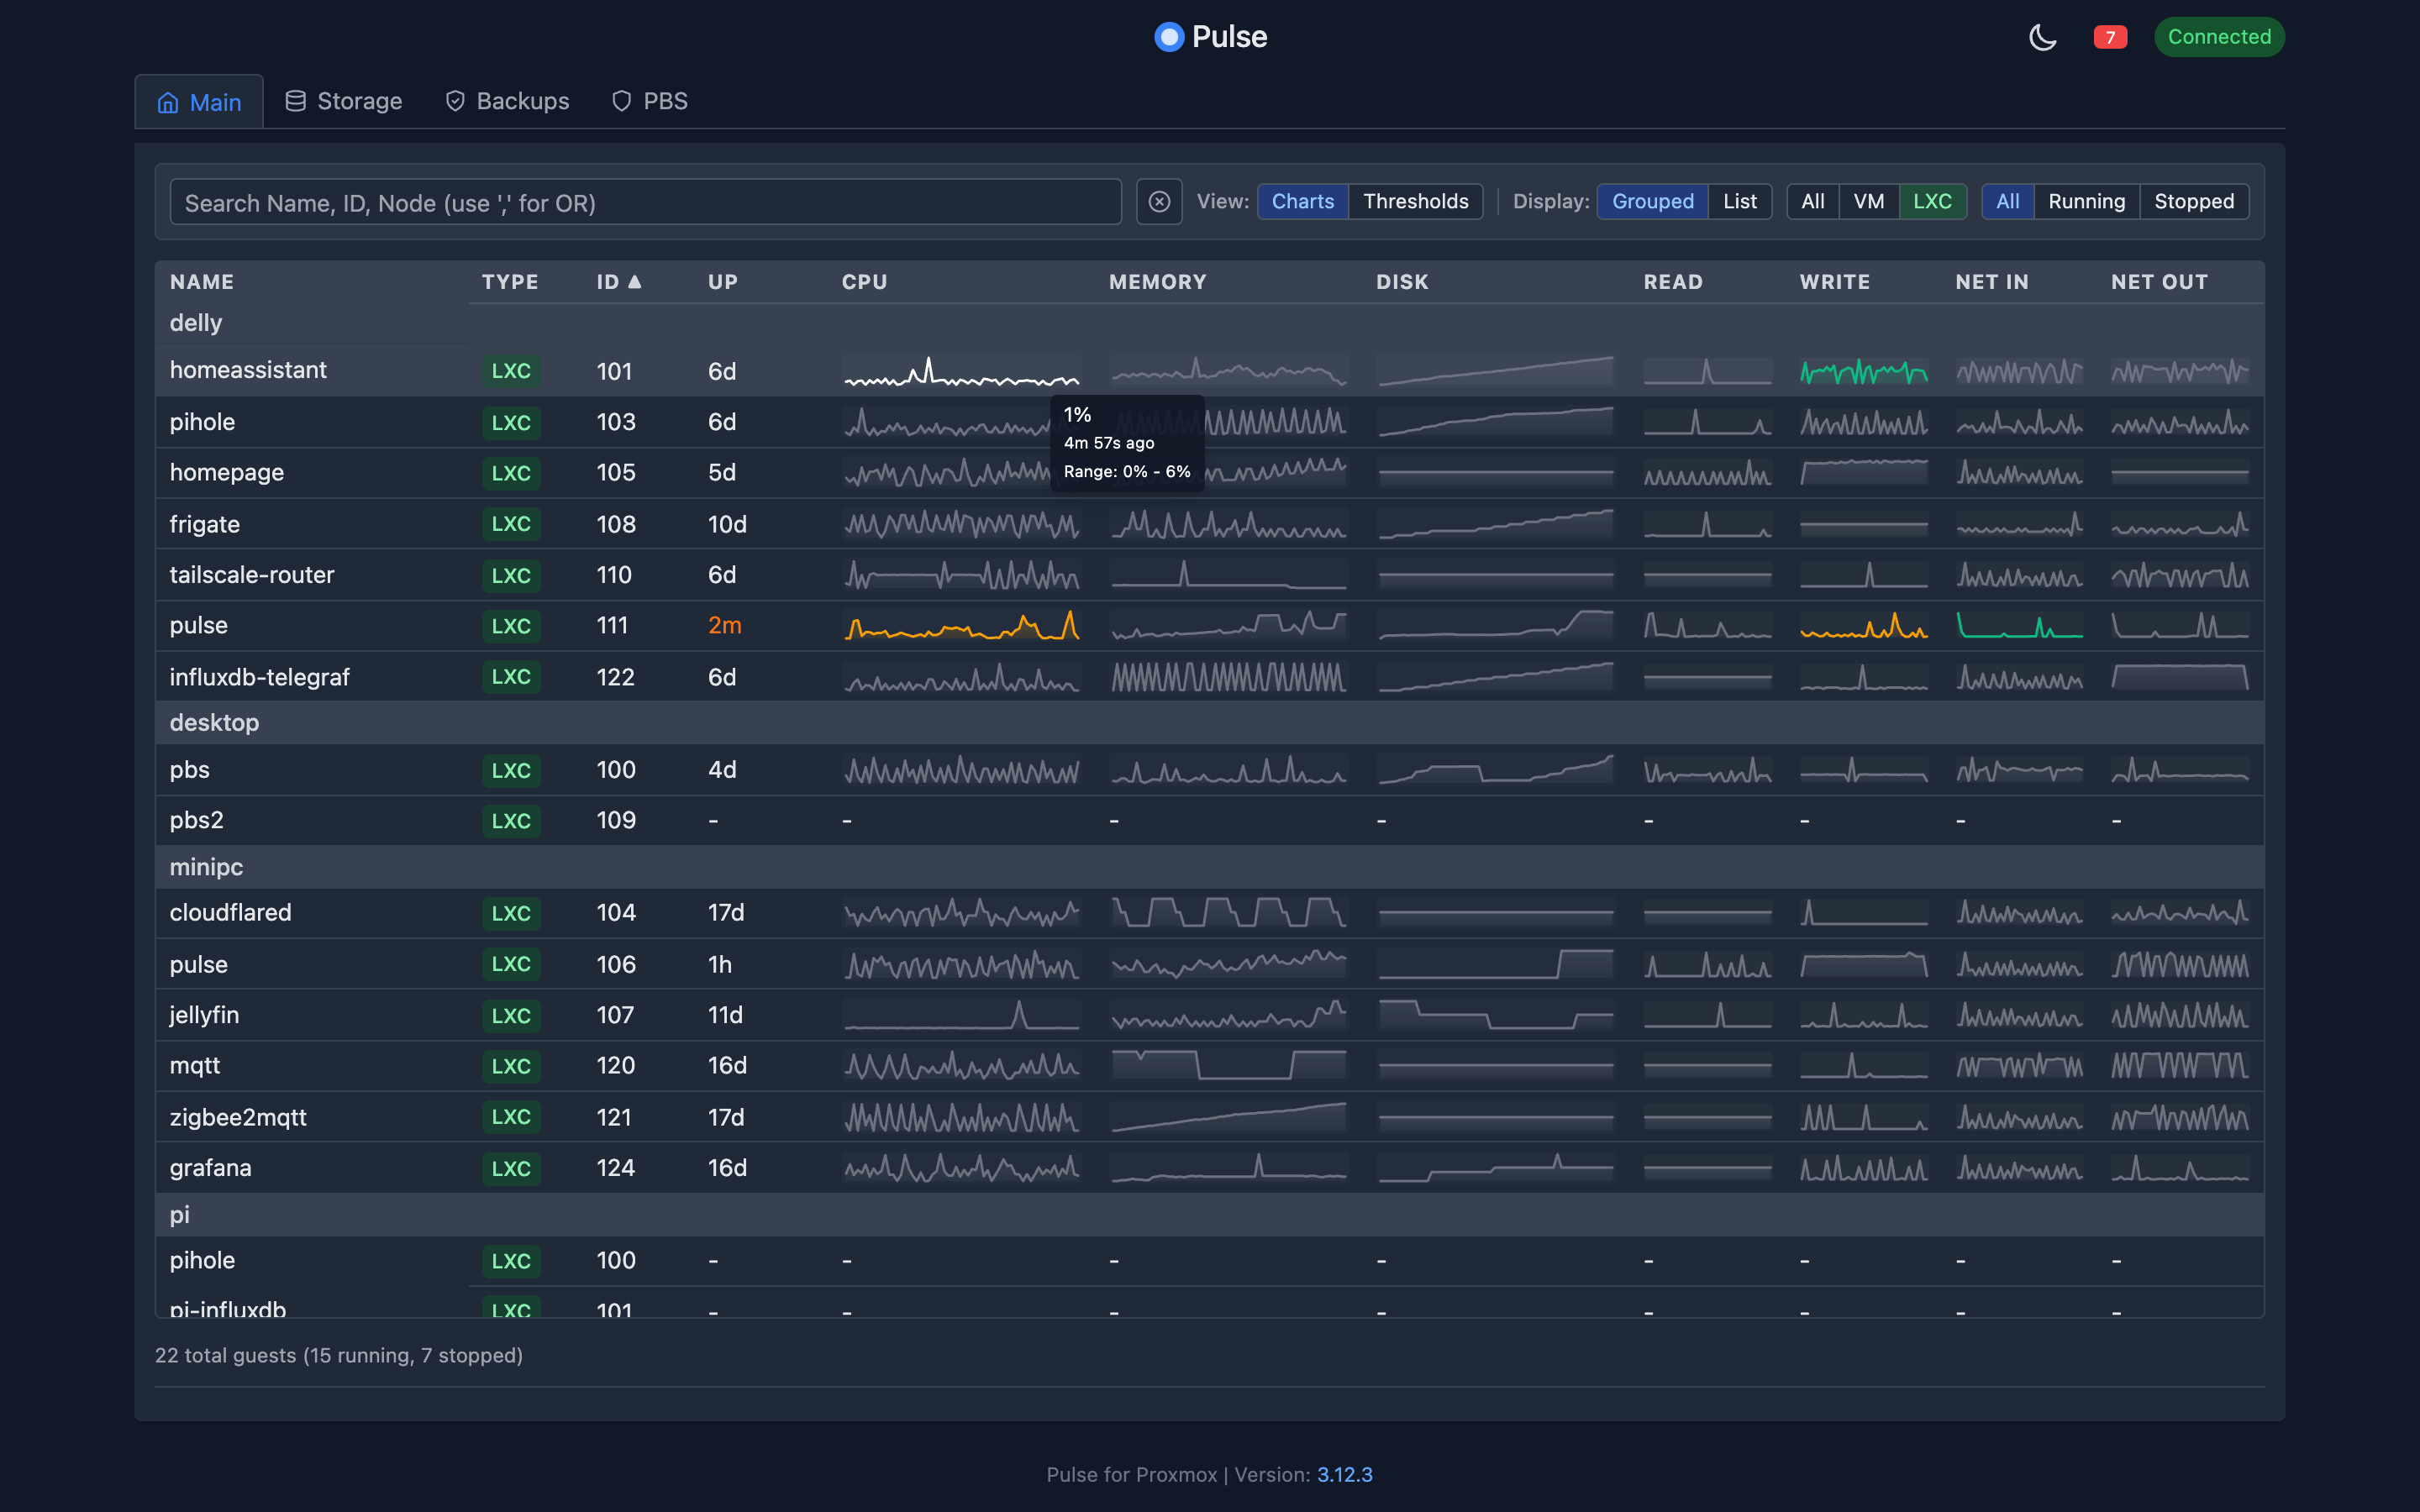 Pulse
7
Connected
Main Storage Backups PBS
Search Name, ID, Node (use ',' for OR)
View: Charts Thresholds Display: Grouped List All VM LXC All Running Stopped
NAME TYPE ID ▲ UP CPU MEMORY DISK READ WRITE NET IN NET OUT
delly
homeassistant LXC 101 6d
1%
4m 57s ago
Range: 0% - 6%
pihole LXC 103 6d
homepage LXC 105 5d
frigate LXC 108 10d
tailscale-router LXC 110 6d
pulse LXC 111 2m
influxdb-telegraf LXC 122 6d
desktop
pbs LXC 100 4d
pbs2 LXC 109 - - - - - - - -
minipc
cloudflared LXC 104 17d
pulse LXC 106 1h
jellyfin LXC 107 11d
mqtt LXC 120 16d
zigbee2mqtt LXC 121 17d
grafana LXC 124 16d
pi
pihole LXC 100 - - - - - - - -
pi-influxdb LXC 101 - - - - - - - -
22 total guests (15 running, 7 stopped)
Pulse for Proxmox | Version: 3.12.3